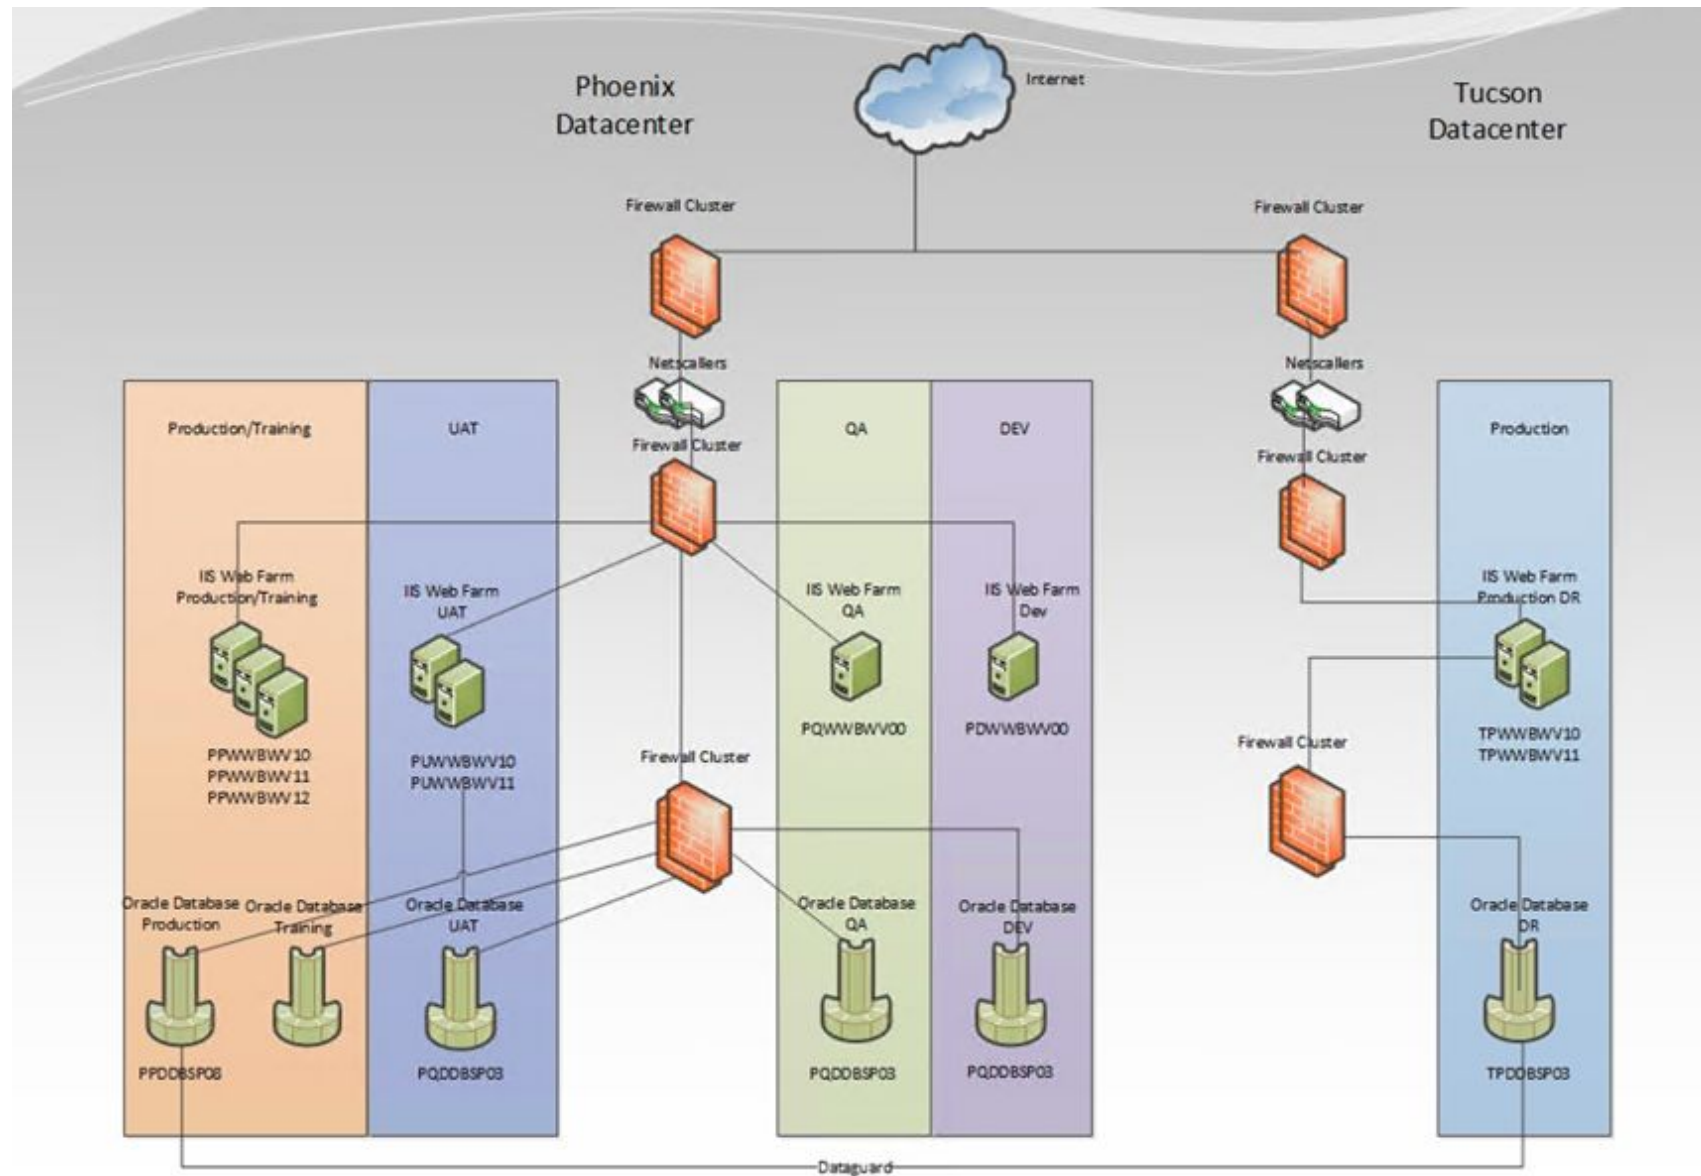 Phoenix
Datacenter
Internet
Tucson
Datacenter
Firewall Cluster
Firewall Cluster
Netscallers
Netscallers
Production/Training
UAT
Firewall Cluster
QA
DEV
Firewall Cluster
Production
IIS Web Farm
Production/Training
IIS Web Farm
UAT
IIS Web Farm
QA
IIS Web Farm
Dev
IIS Web Farm
Production DR
PPWWBWV10
PPWWBWV11
PPWWBWV12
PUWWBWV10
PUWWBWV11
Firewall Cluster
PQWWBWV00
PDWWBWV00
Firewall Cluster
TPWWBWV10
TPWWBWV11
Oracle Database
Production
Oracle Database
Training
Oracle Database
UAT
Oracle Database
QA
Oracle Database
DEV
Oracle Database
DR
PPDDBSP08
PQDDBSP03
PQDDBSP03
PQDDBSP03
TPDDBSP03
Dataguard